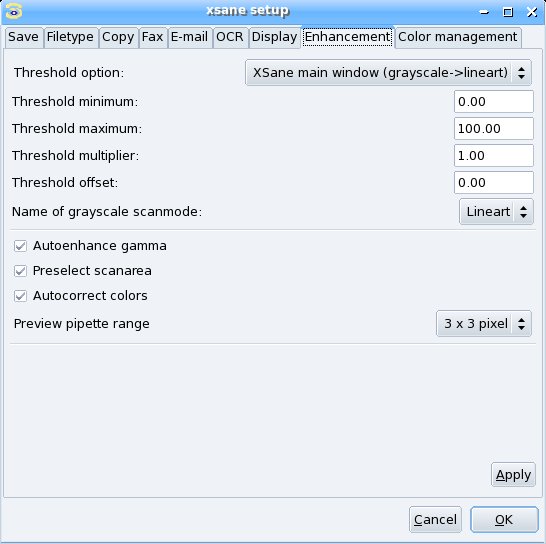 xsane setup
Save Filetype Copy Fax E-mail OCR Display Enhancement Color management
Threshold option: XSane main window (grayscale->lineart)
Threshold minimum: 0.00
Threshold maximum: 100.00
Threshold multiplier: 1.00
Threshold offset: 0.00
Name of grayscale scanmode: Lineart
Autoenhance gamma
Preselect scanarea
Autocorrect colors
Preview pipette range 3 x 3 pixel
Apply
Cancel OK